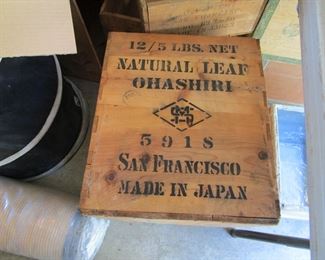 12/5 LBS. NET
NATURAL LEAF
OHASHIRI
5918
SAN FRANCISCO
MADE IN JAPAN